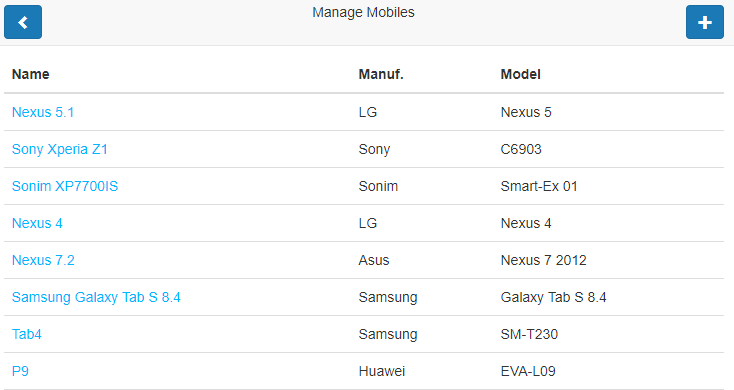 Manage Mobiles
Name Manuf. Model
Nexus 5.1 LG Nexus 5
Sony Xperia Z1 Sony C6903
Sonim XP7700IS Sonim Smart-Ex 01
Nexus 4 LG Nexus 4
Nexus 7.2 Asus Nexus 7 2012
Samsung Galaxy Tab S 8.4 Samsung Galaxy Tab S 8.4
Tab4 Samsung SM-T230
P9 Huawei EVA-L09